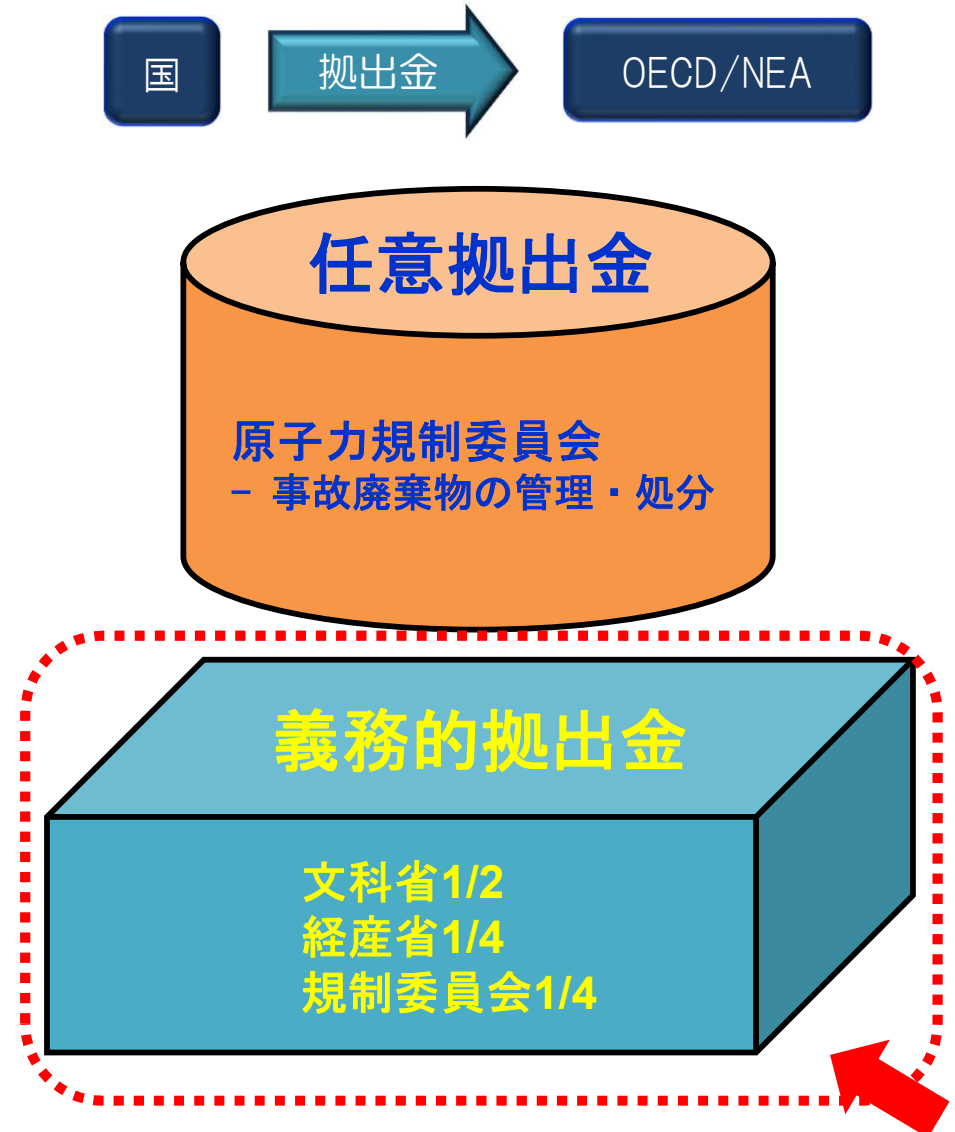 国
拠出金
OECD/NEA
任意拠出金
原子力規制委員会
- 事故廃棄物の管理・処分
義務的拠出金
文科省1/2
経産省1/4
規制委員会1/4